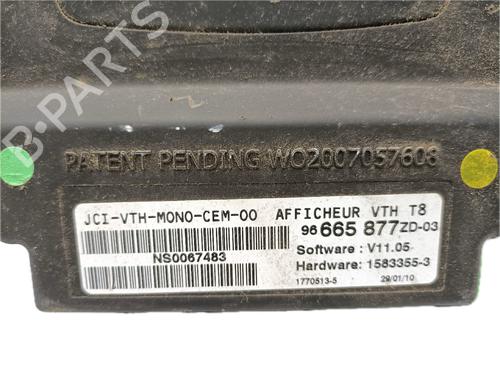 PATENT PENDING WO2007057608
JCI-VTH-MONO-CEM-00 AFFICHEUR VTH T8
96 665 877ZD-03
Software : V11.05
NS0067483
Hardware: 1583355-3
1770513-5 29/01/10
B-PARTS